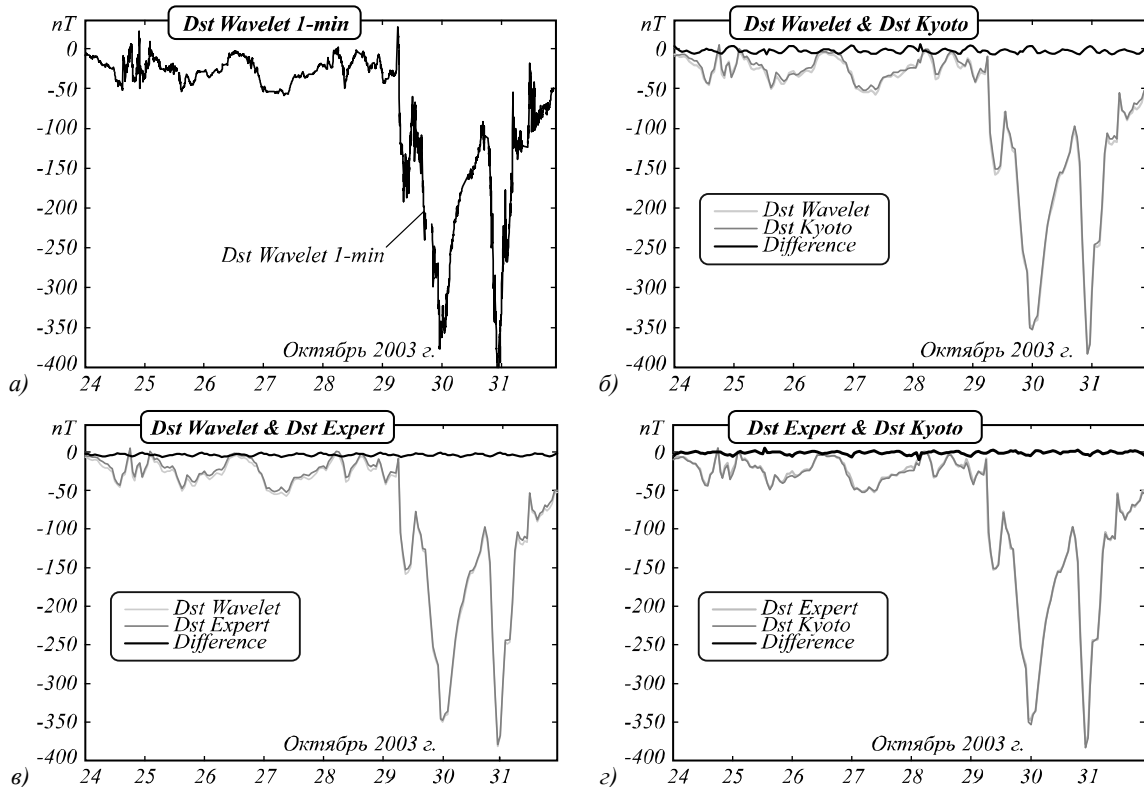 Dst Wavelet 1-min
nT
0
-50
-100
-150
-200
-250
-300
-350
-400
Dst Wavelet 1-min
Октябрь 2003 г.
24 25 26 27 28 29 30 31
а)
Dst Wavelet & Dst Kyoto
nT
0
-50
-100
-150
-200
-250
-300
-350
-400
Dst Wavelet
Dst Kyoto
Difference
Октябрь 2003 г.
24 25 26 27 28 29 30 31
б)
Dst Wavelet & Dst Expert
nT
0
-50
-100
-150
-200
-250
-300
-350
-400
Dst Wavelet
Dst Expert
Difference
Октябрь 2003 г.
24 25 26 27 28 29 30 31
в)
Dst Expert & Dst Kyoto
nT
0
-50
-100
-150
-200
-250
-300
-350
-400
Dst Expert
Dst Kyoto
Difference
Октябрь 2003 г.
24 25 26 27 28 29 30 31
г)